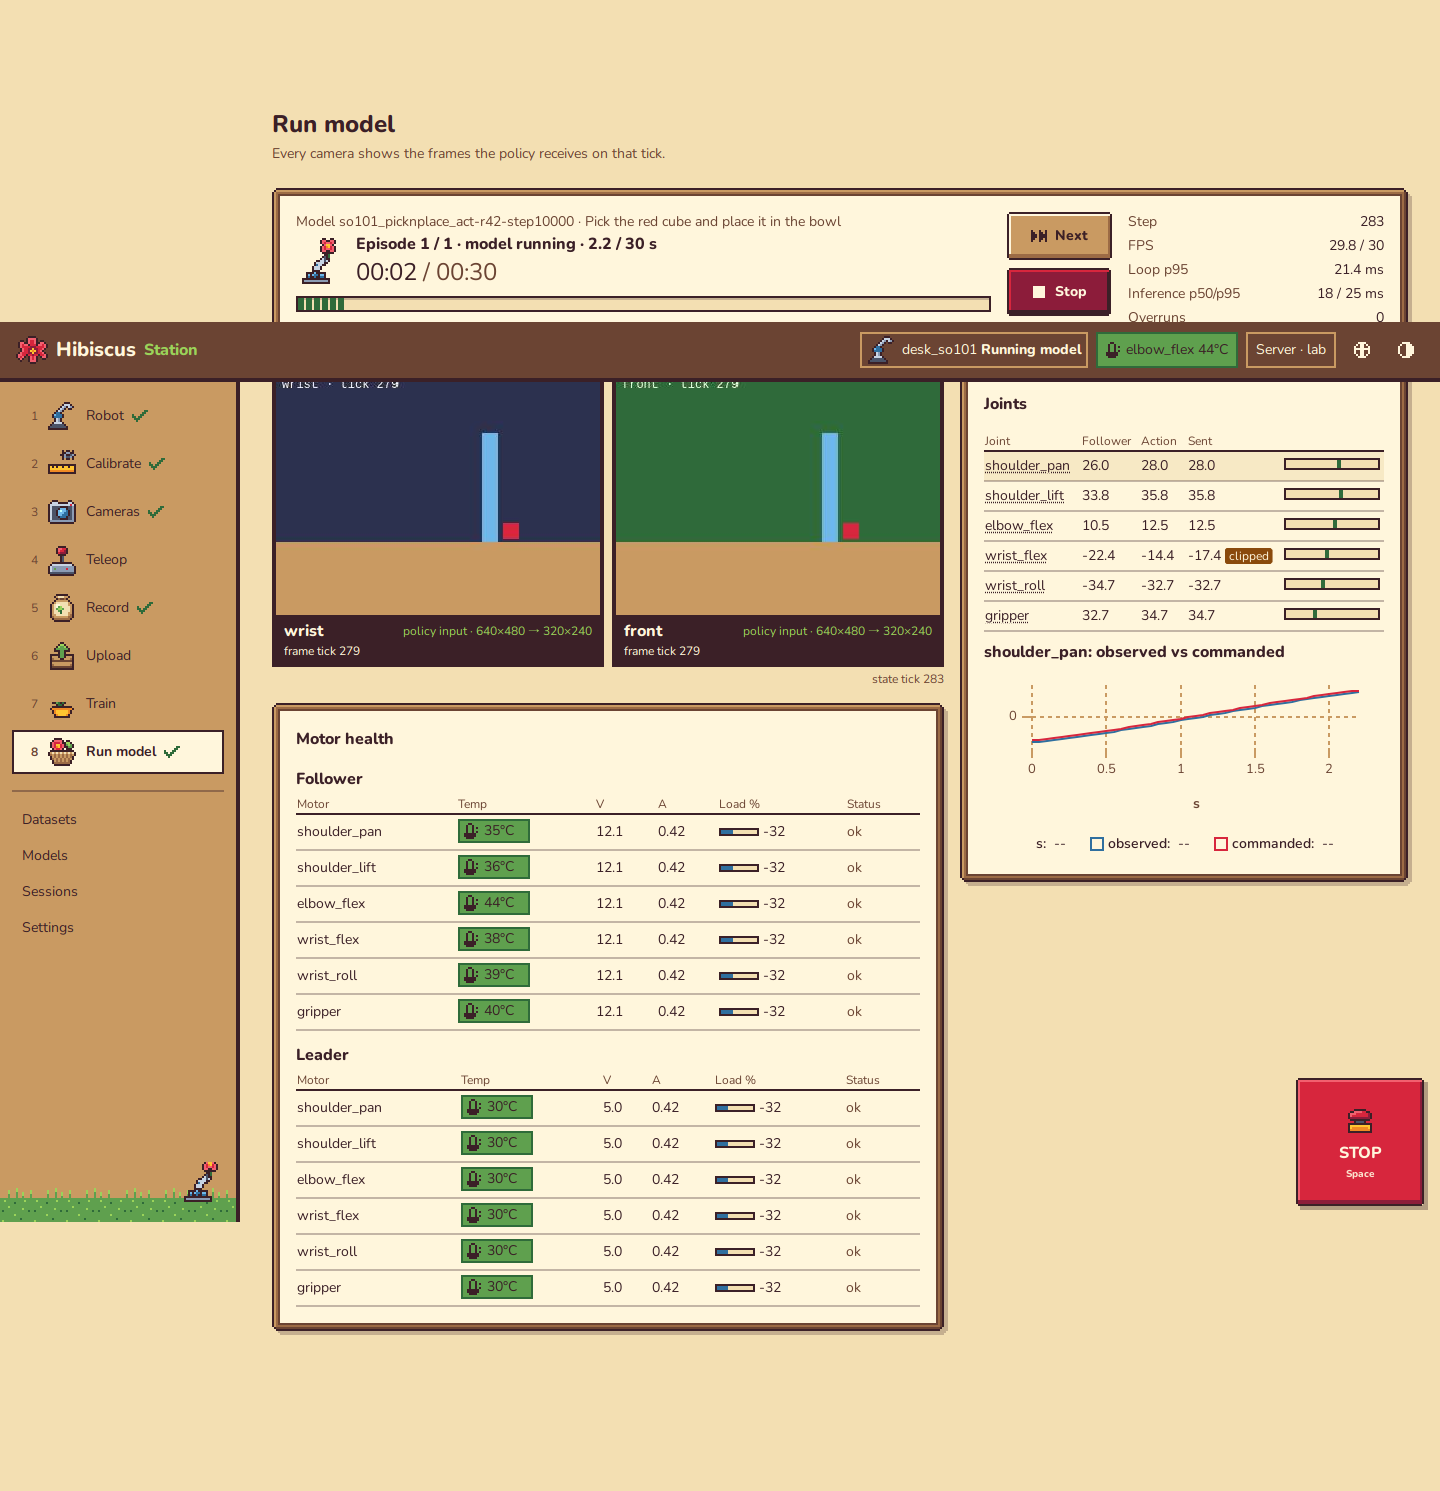 Run model
Every camera shows the frames the policy receives on that tick.
Model so101_picknplace_act-r42-step10000 · Pick the red cube and place it in the bowl
Episode 1 / 1 · model running · 2.2 / 30 s
00:02 / 00:30
Next
Stop
Step 283
FPS 29.8 / 30
Loop p95 21.4 ms
Inference p50/p95 18 / 25 ms
Overruns 0
Hibiscus Station
desk_so101 Running model
elbow_flex 44°C
Server · lab
1 Robot
2 Calibrate
3 Cameras
4 Teleop
5 Record
6 Upload
7 Train
8 Run model
Datasets
Models
Sessions
Settings
wrist · tick 279
front · tick 279
wrist policy input · 640×480 → 320×240
frame tick 279
front policy input · 640×480 → 320×240
frame tick 279
state tick 283
Motor health
Follower
Motor Temp V A Load % Status
shoulder_pan 35°C 12.1 0.42 -32 ok
shoulder_lift 36°C 12.1 0.42 -32 ok
elbow_flex 44°C 12.1 0.42 -32 ok
wrist_flex 38°C 12.1 0.42 -32 ok
wrist_roll 39°C 12.1 0.42 -32 ok
gripper 40°C 12.1 0.42 -32 ok
Leader
Motor Temp V A Load % Status
shoulder_pan 30°C 5.0 0.42 -32 ok
shoulder_lift 30°C 5.0 0.42 -32 ok
elbow_flex 30°C 5.0 0.42 -32 ok
wrist_flex 30°C 5.0 0.42 -32 ok
wrist_roll 30°C 5.0 0.42 -32 ok
gripper 30°C 5.0 0.42 -32 ok
Joints
Joint Follower Action Sent
shoulder_pan 26.0 28.0 28.0
shoulder_lift 33.8 35.8 35.8
elbow_flex 10.5 12.5 12.5
wrist_flex -22.4 -14.4 -17.4 clipped
wrist_roll -34.7 -32.7 -32.7
gripper 32.7 34.7 34.7
shoulder_pan: observed vs commanded
0
0 0.5 1 1.5 2
s
s: -- observed: -- commanded: --
STOP
Space